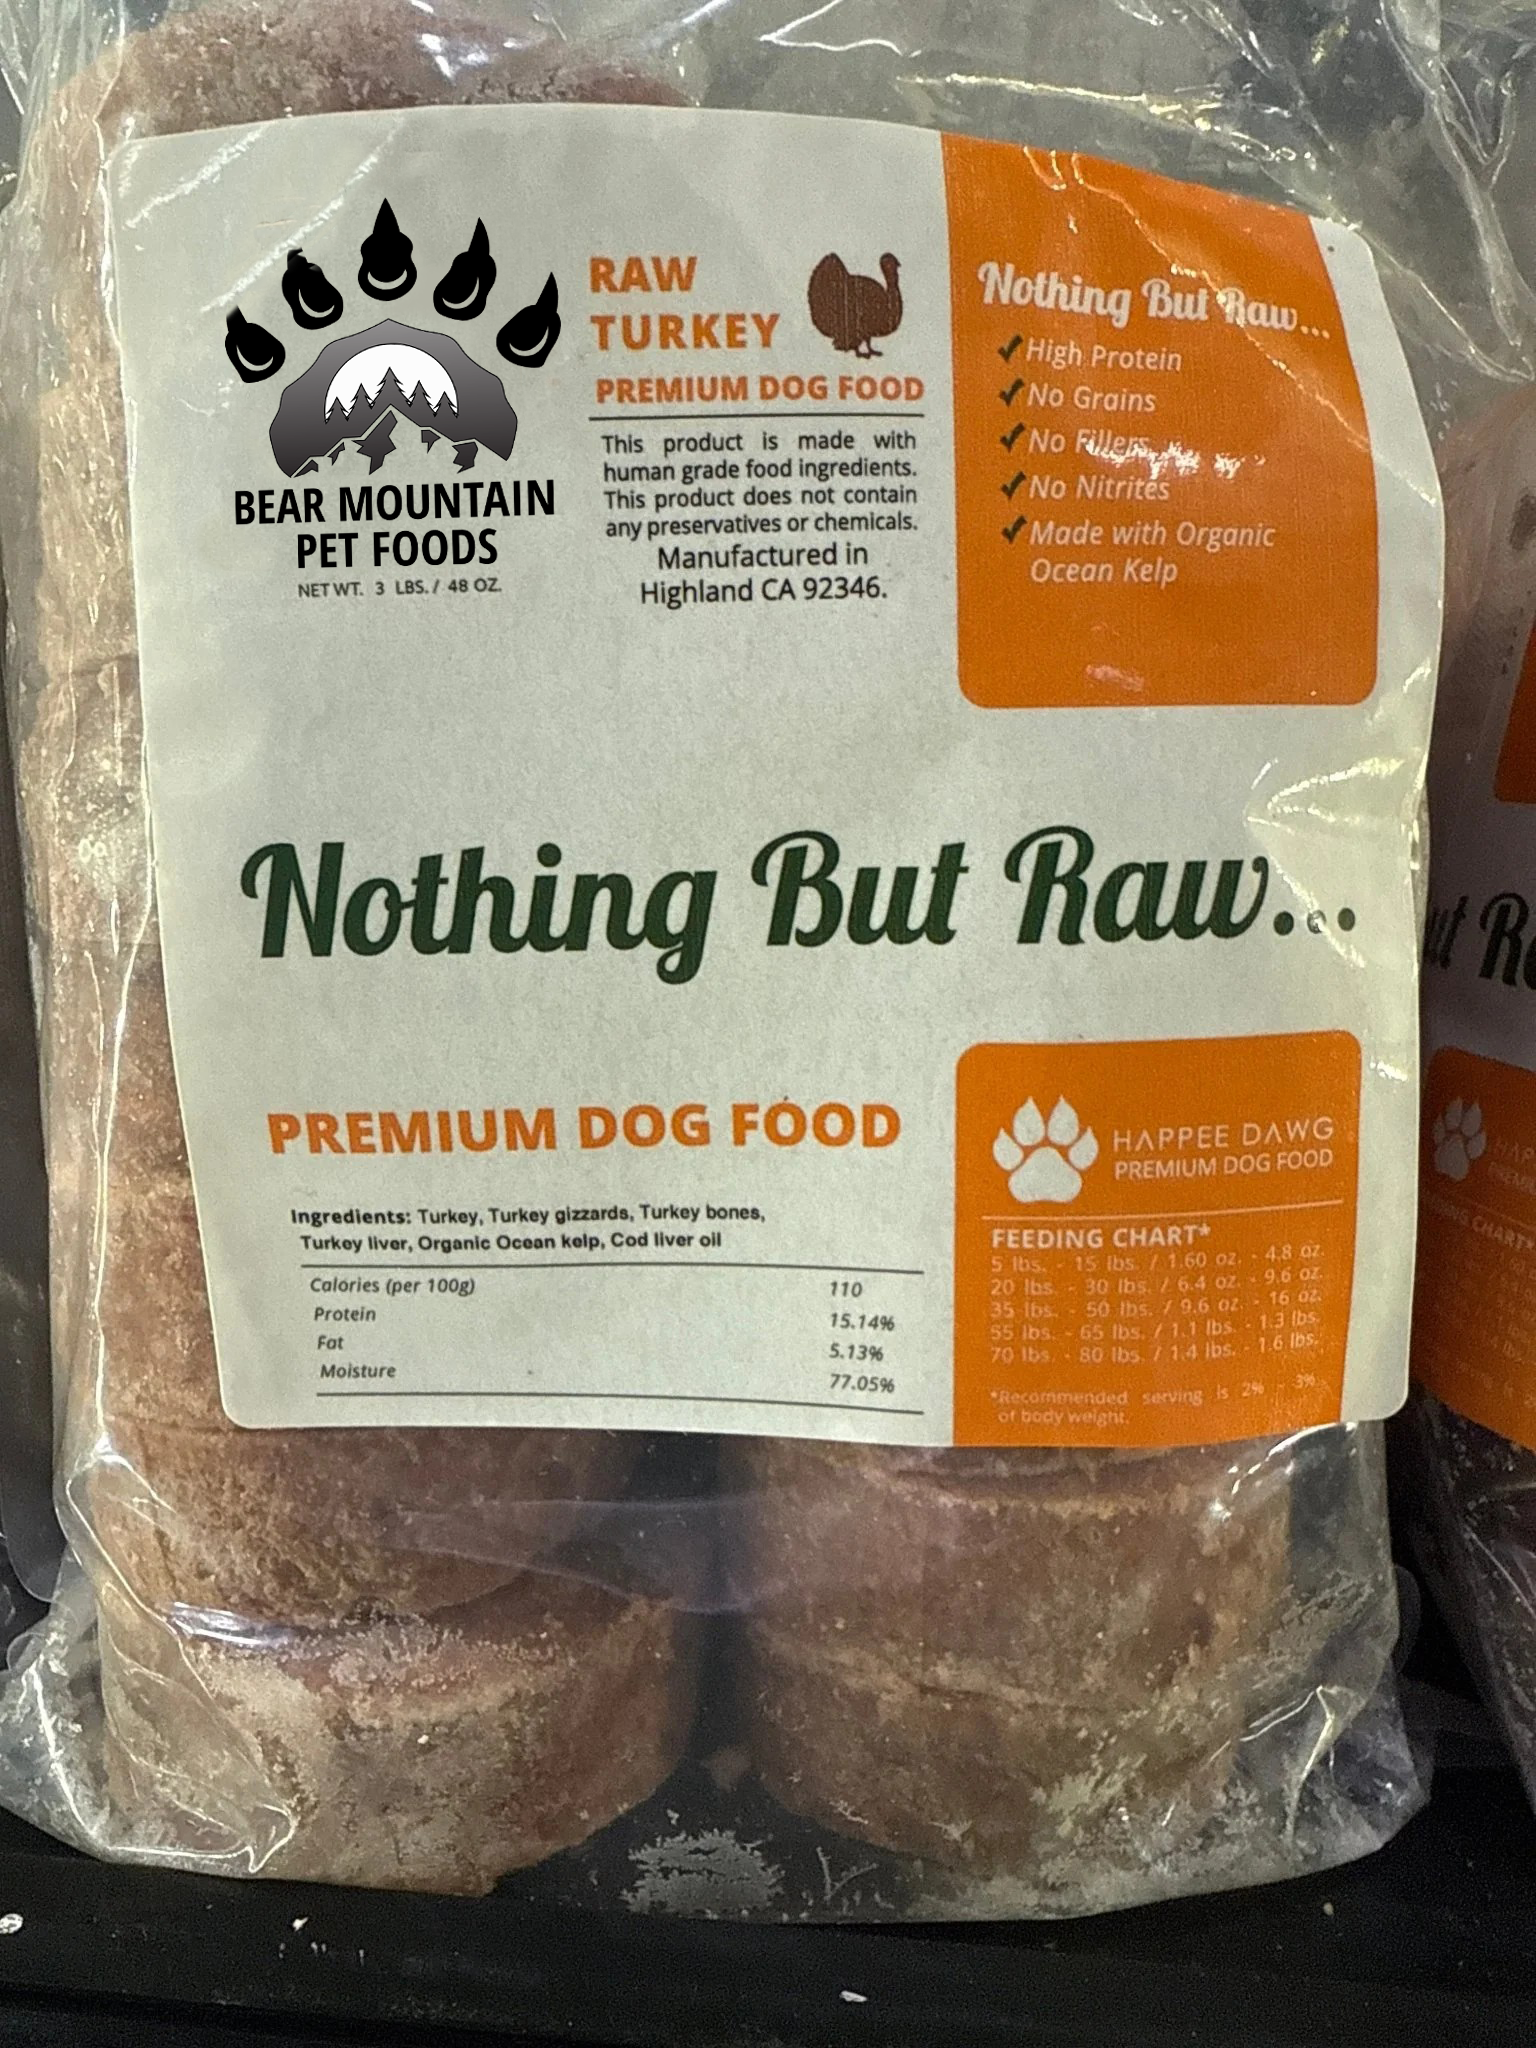 BEAR MOUNTAIN
PET FOODS
NET WT. 3 LBS. / 48 OZ.
RAW
TURKEY
PREMIUM DOG FOOD
This product is made with
human grade food ingredients.
This product does not contain
any preservatives or chemicals.
Manufactured in
Highland CA 92346.
Nothing But Raw...
High Protein
No Grains
No Fillers
No Nitrites
Made with Organic
Ocean Kelp
Nothing But Raw...
PREMIUM DOG FOOD
Ingredients: Turkey, Turkey gizzards, Turkey bones,
Turkey liver, Organic Ocean kelp, Cod liver oil
Calories (per 100g) 110
Protein 15.14%
Fat 5.13%
Moisture 77.05%
HAPPEE DAWG
PREMIUM DOG FOOD
FEEDING CHART*
5 lbs. - 15 lbs. / 1.60 oz. - 4.8 oz.
20 lbs. - 30 lbs. / 6.4 oz. - 9.6 oz.
35 lbs. - 50 lbs. / 9.6 oz. - 16 oz.
55 lbs. - 65 lbs. / 1.1 lbs. - 1.3 lbs.
70 lbs. - 80 lbs. / 1.4 lbs. - 1.6 lbs.
*Recommended serving is 2% - 3%
of body weight.